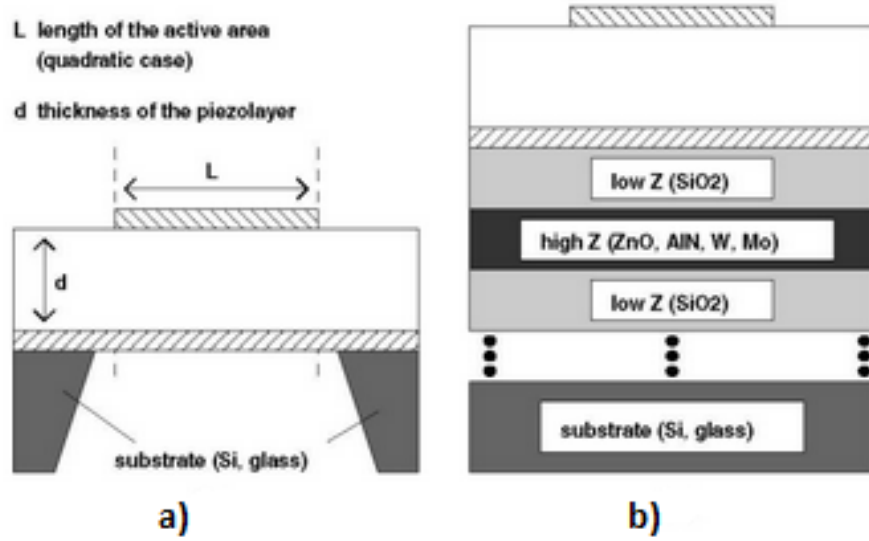 L length of the active area
(quadratic case)
d thickness of the piezolayer
L
d
substrate (Si, glass)
a)
low Z (SiO2)
high Z (ZnO, AlN, W, Mo)
low Z (SiO2)
substrate (Si, glass)
b)